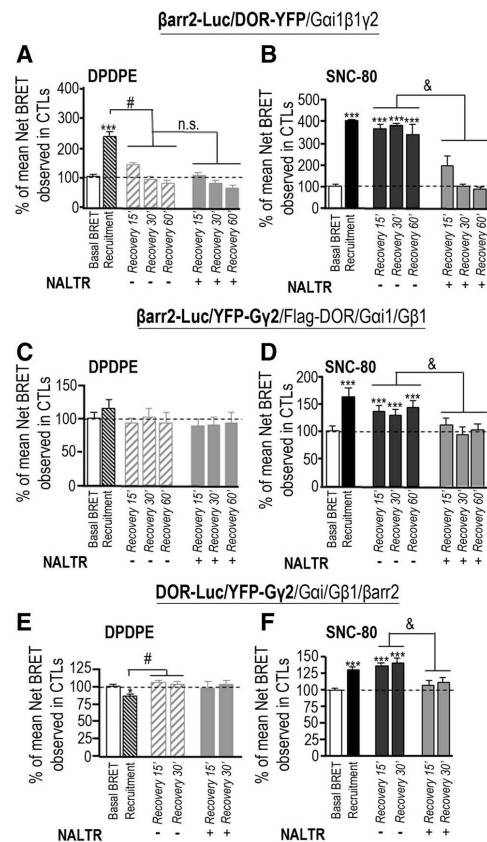 βarr2-Luc/DOR-YFP/Gαi1β1γ2
A
DPDPE
% of mean Net BRET
observed in CTLs
400
300
200
100
0
***
#
n.s.
Basal BRET
Recruitment
Recovery 15'
Recovery 30'
Recovery 60'
Recovery 15'
Recovery 30'
Recovery 60'
NALTR
- - - + + +
B
SNC-80
% of mean Net BRET
observed in CTLs
500
400
300
200
100
0
***
*** *** ***
&
Basal BRET
Recruitment
Recovery 15'
Recovery 30'
Recovery 60'
Recovery 15'
Recovery 30'
Recovery 60'
- - - + + +
βarr2-Luc/YFP-Gγ2/Flag-DOR/Gαi1/Gβ1
C
DPDPE
% of mean Net BRET
observed in CTLs
150
100
50
0
Basal BRET
Recruitment
Recovery 15'
Recovery 30'
Recovery 60'
Recovery 15'
Recovery 30'
Recovery 60'
NALTR
- - - + + +
D
SNC-80
% of mean Net BRET
observed in CTLs
200
150
100
50
0
***
*** *** ***
&
Basal BRET
Recruitment
Recovery 15'
Recovery 30'
Recovery 60'
Recovery 15'
Recovery 30'
Recovery 60'
- - - + + +
DOR-Luc/YFP-Gγ2/Gαi/Gβ1/βarr2
E
DPDPE
% of mean Net BRET
observed in CTLs
125
100
75
50
25
0
*
#
Basal BRET
Recruitment
Recovery 15'
Recovery 30'
Recovery 15'
Recovery 30'
NALTR
- - + +
F
SNC-80
% of mean Net BRET
observed in CTLs
150
125
100
75
50
25
0
***
*** ***
&
Basal BRET
Recruitment
Recovery 15'
Recovery 30'
Recovery 15'
Recovery 30'
NALTR
- - + +